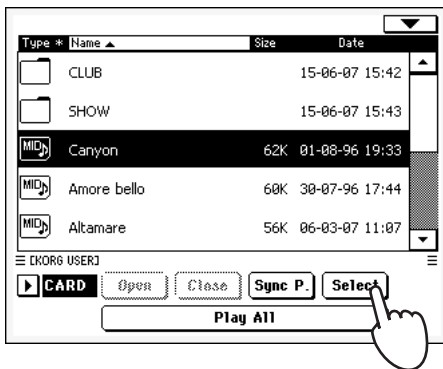 Type * Name ▲ Size Date
CLUB 15-06-07 15:42
SHOW 15-06-07 15:43
MID Canyon 62K 01-08-96 19:33
MID Amore bello 60K 30-07-96 17:44
MID Altamare 56K 06-03-07 11:07
[KORG USER]
CARD Open Close Sync P. Select
Play All